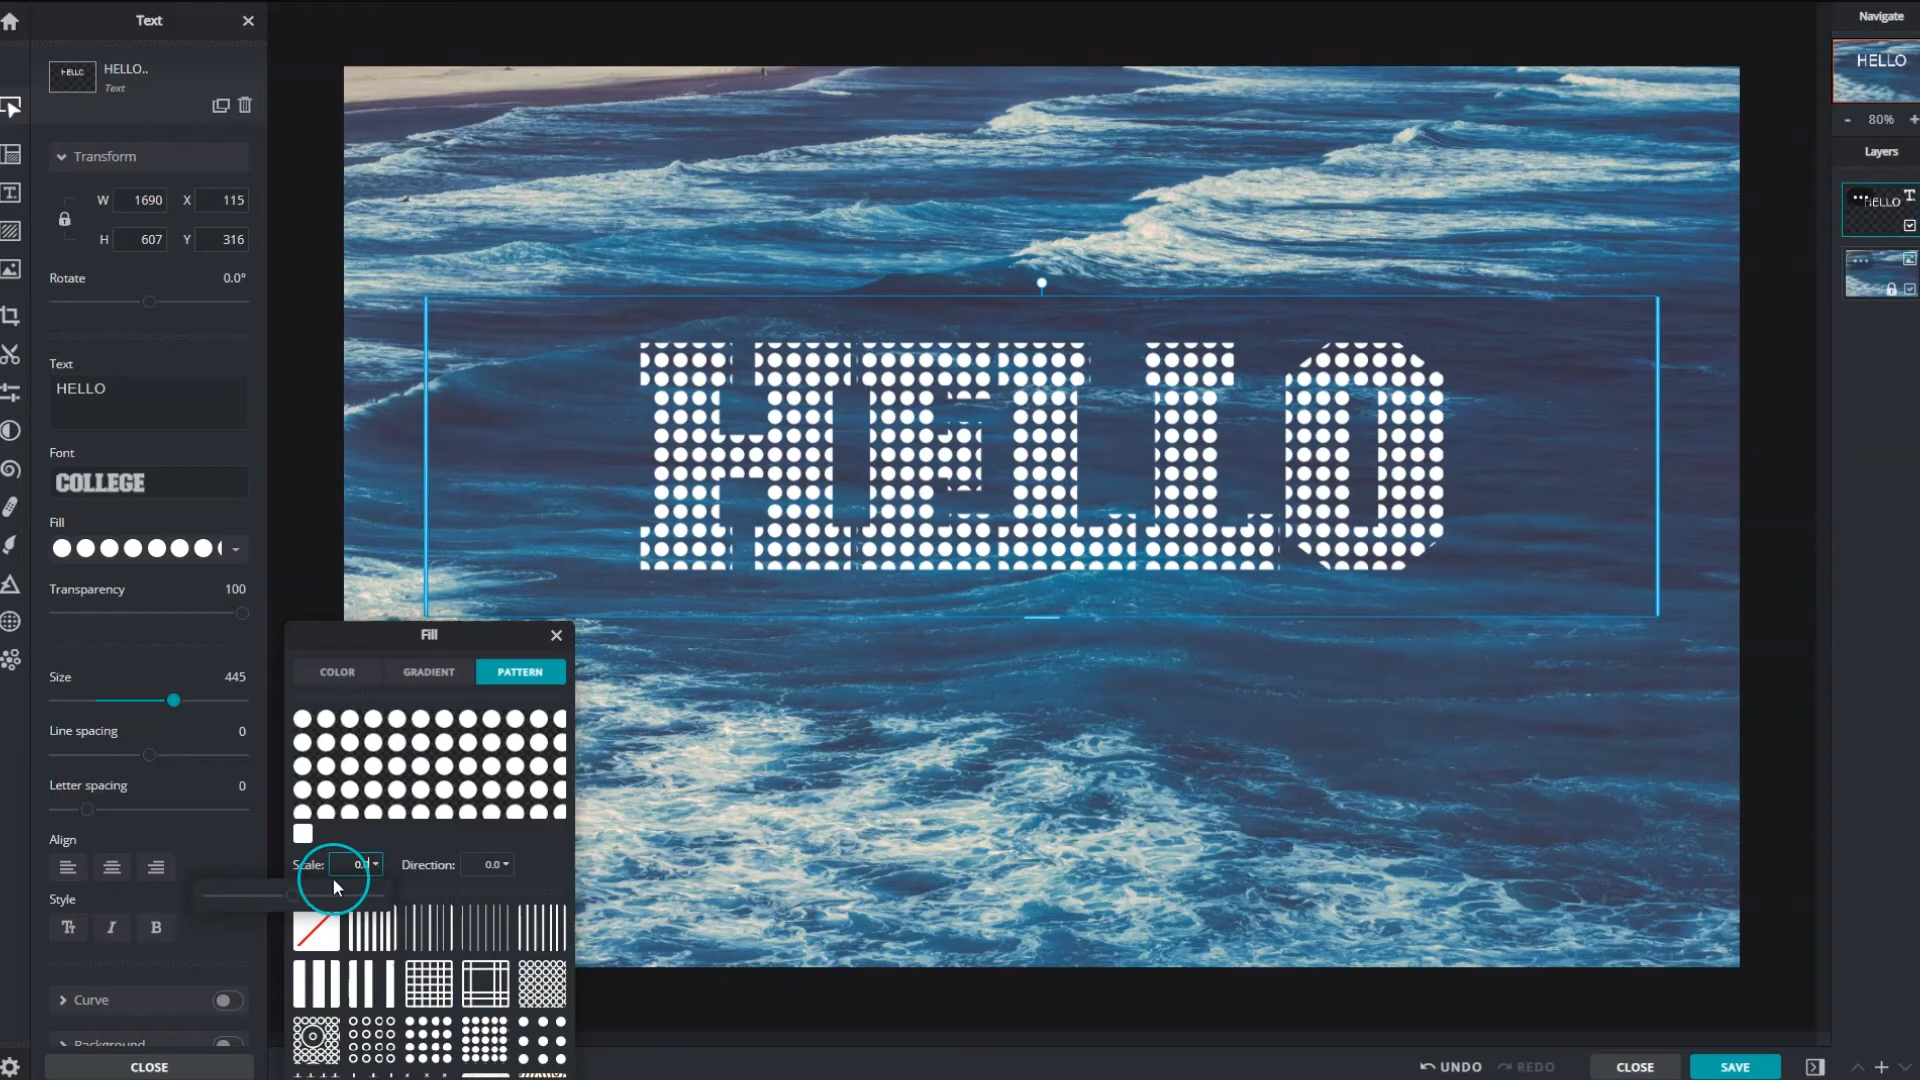 Text
HELLO..
Text
Transform
W 1690 X 115
H 607 Y 316
Rotate 0.0°
Text
HELLO
Font
COLLEGE
Fill
Transparency 100
Size 445
Line spacing 0
Letter spacing 0
Align
Style
Tт I B
Curve
Background
CLOSE
HELLO
Fill
COLOR GRADIENT PATTERN
Scale: Direction: 0.0
Navigate
HELLO
- 80% +
Layers
HELLO
UNDO REDO CLOSE SAVE